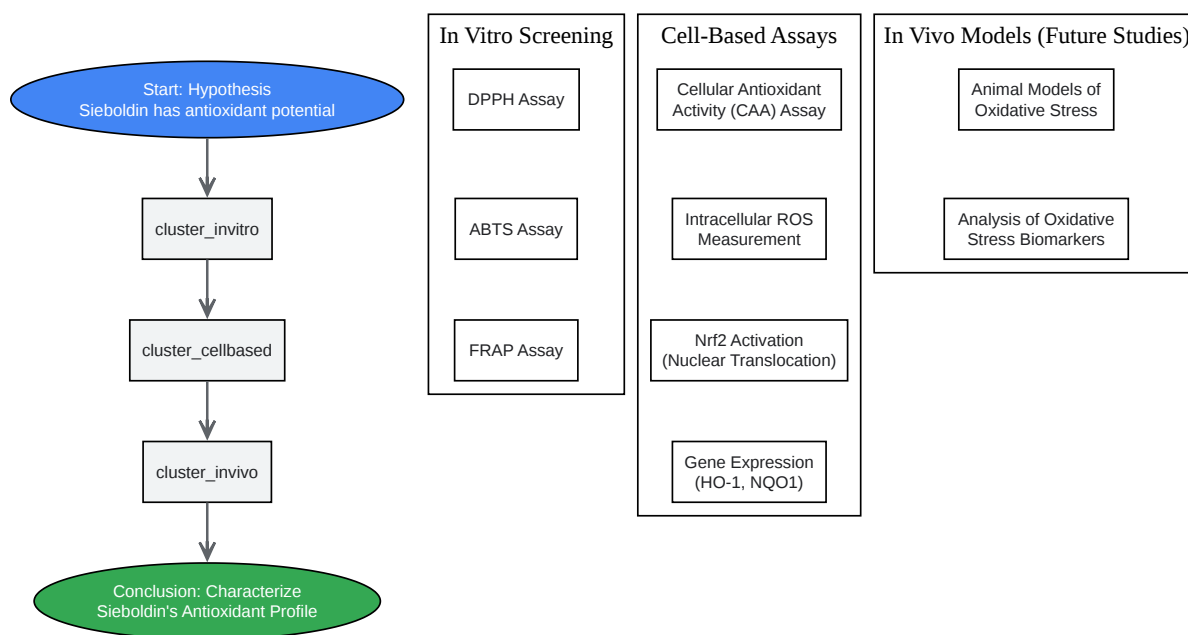 Start: Hypothesis
Sieboldin has antioxidant potential
cluster_invitro
cluster_cellbased
cluster_invivo
Conclusion: Characterize
Sieboldin's Antioxidant Profile
In Vitro Screening
DPPH Assay
ABTS Assay
FRAP Assay
Cell-Based Assays
Cellular Antioxidant
Activity (CAA) Assay
Intracellular ROS
Measurement
Nrf2 Activation
(Nuclear Translocation)
Gene Expression
(HO-1, NQO1)
In Vivo Models (Future Studies)
Animal Models of
Oxidative Stress
Analysis of Oxidative
Stress Biomarkers